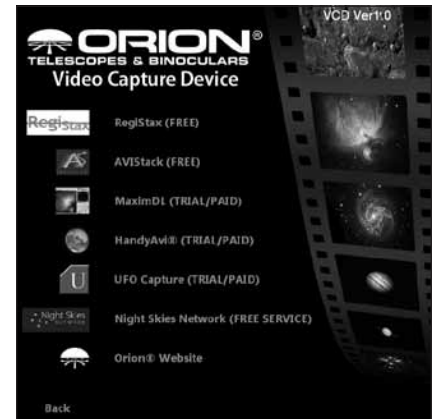 VCD Ver1.0
ORION®
TELESCOPES & BINOCULARS
Video Capture Device
RegiStax
RegiStax (FREE)
AS
AVIStack (FREE)
MaximDL (TRIAL/PAID)
HandyAvi® (TRIAL/PAID)
U
UFO Capture (TRIAL/PAID)
Night Skies
Night Skies Network (FREE SERVICE)
Orion® Website
Back